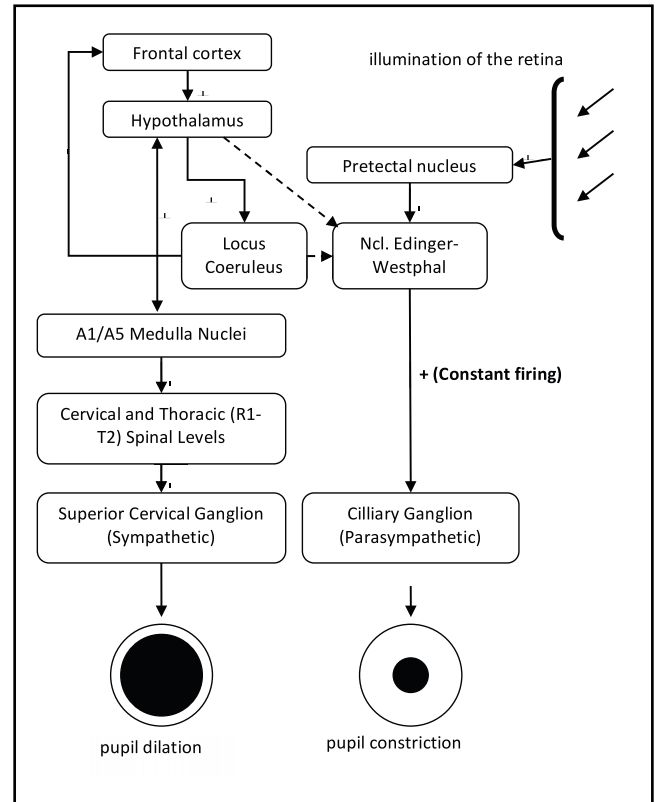 Frontal cortex
illumination of the retina
Hypothalamus
Pretectal nucleus
Locus
Coeruleus
Ncl. Edinger-
Westphal
A1/A5 Medulla Nuclei
+ (Constant firing)
Cervical and Thoracic (R1-
T2) Spinal Levels
Superior Cervical Ganglion
(Sympathetic)
Cilliary Ganglion
(Parasympathetic)
pupil dilation
pupil constriction